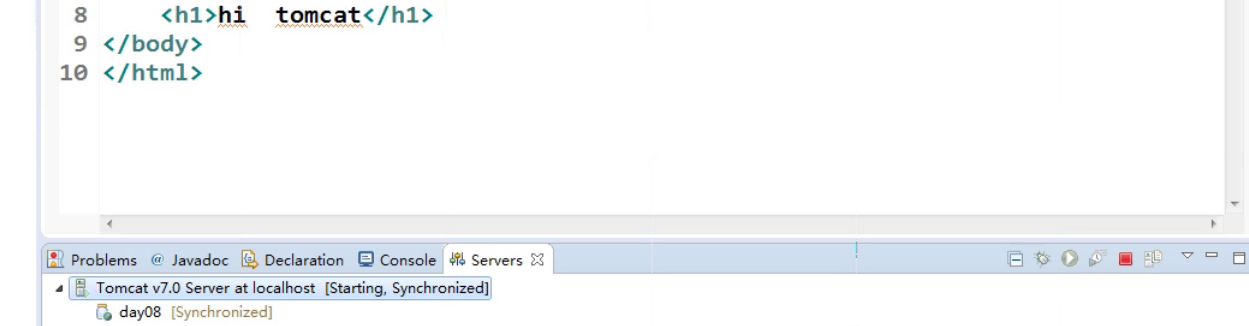 8 <h1>hi  tomcat</h1>
9 </body>
10 </html>
Problems @ Javadoc Declaration Console Servers
Tomcat v7.0 Server at localhost [Starting, Synchronized]
day08 [Synchronized]